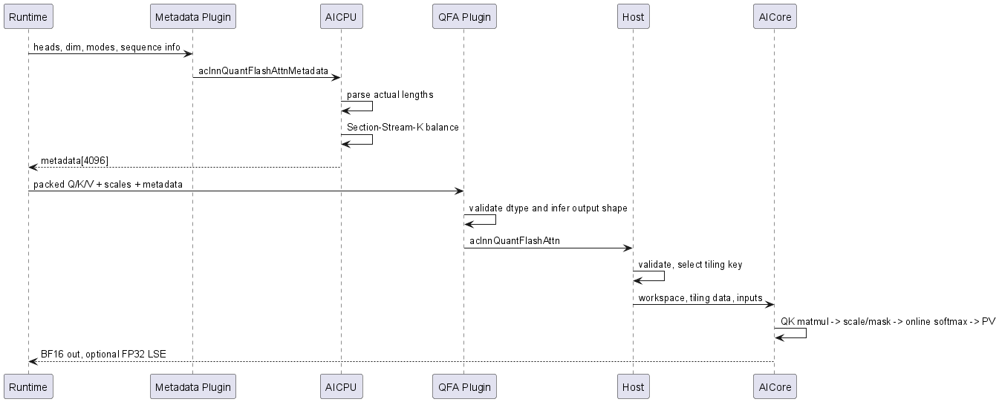 Runtime
Metadata Plugin
AICPU
QFA Plugin
Host
AICore
heads, dim, modes, sequence info
aclnnQuantFlashAttnMetadata
parse actual lengths
Section-Stream-K balance
metadata[4096]
packed Q/K/V + scales + metadata
validate dtype and infer output shape
aclnnQuantFlashAttn
validate, select tiling key
workspace, tiling data, inputs
QK matmul -> scale/mask -> online softmax -> PV
BF16 out, optional FP32 LSE
Runtime
Metadata Plugin
AICPU
QFA Plugin
Host
AICore